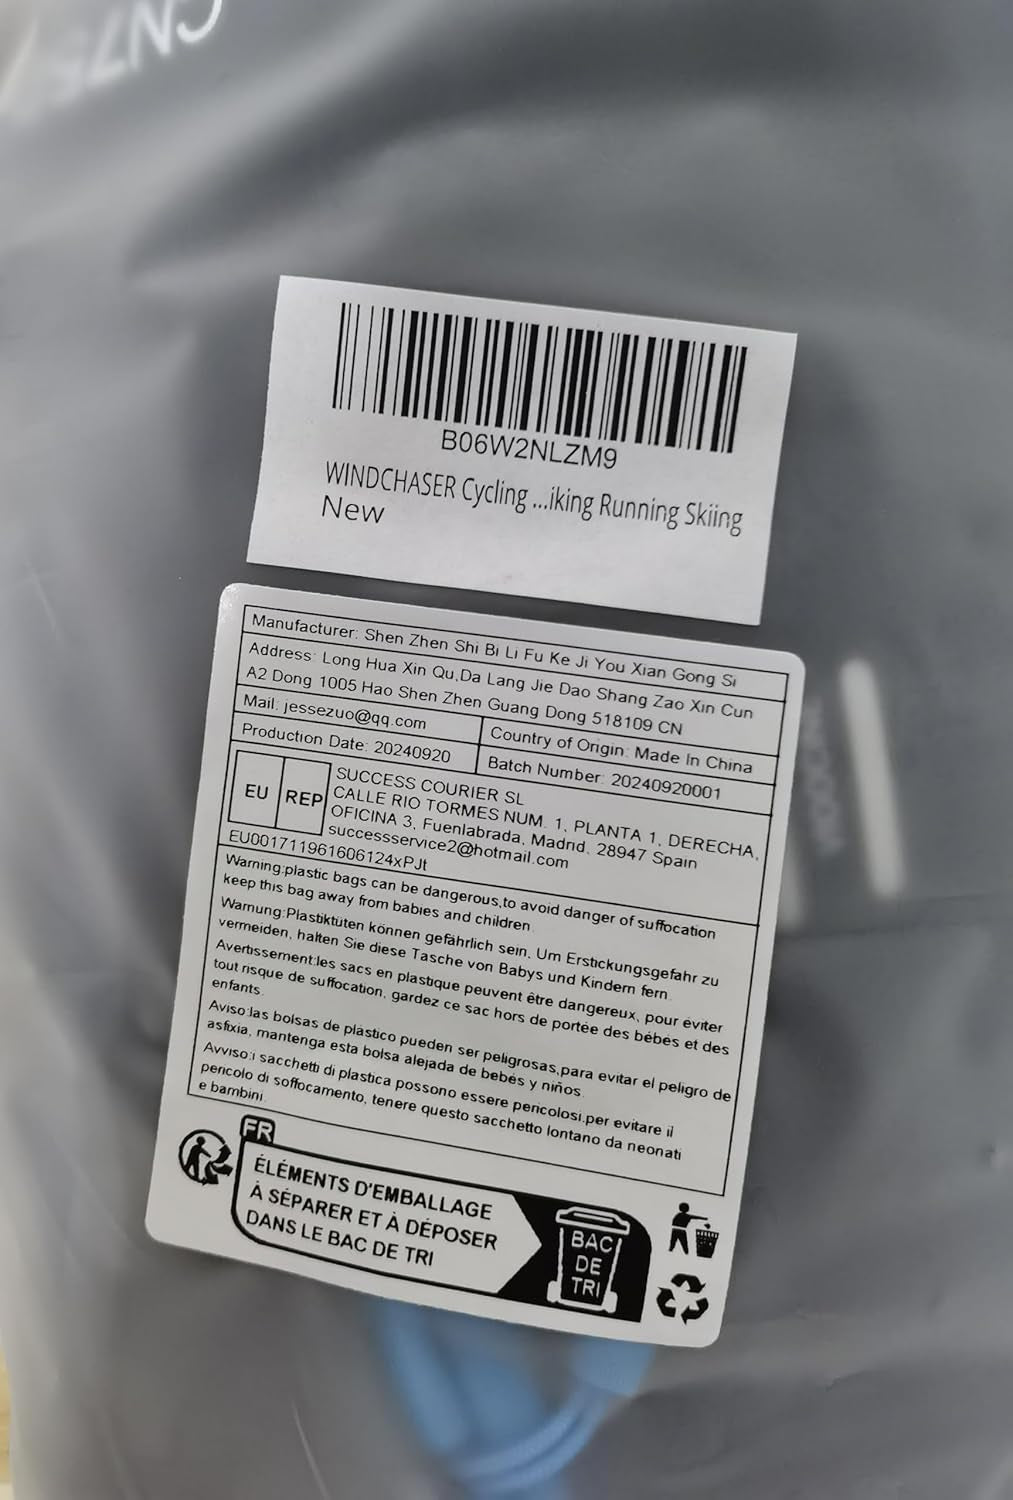 B06W2NLZM9
WINDCHASER Cycling ...iking Running Skiing
New
Manufacturer: Shen Zhen Shi Bi Li Fu Ke Ji You Xian Gong Si
Address: Long Hua Xin Qu,Da Lang Jie Dao Shang Zao Xin Cun
A2 Dong 1005 Hao Shen Zhen Guang Dong 518109 CN
Mail: jessezuo@qq.com
Country of Origin: Made In China
Production Date: 20240920
Batch Number: 20240920001
EU REP
SUCCESS COURIER SL
CALLE RIO TORMES NUM. 1, PLANTA 1, DERECHA,
OFICINA 3, Fuenlabrada, Madrid, 28947 Spain
successservice2@hotmail.com
EU001711961606124xPJt
Warning:plastic bags can be dangerous,to avoid danger of suffocation
keep this bag away from babies and children.
Warnung:Plastiktüten können gefährlich sein. Um Erstickungsgefahr zu
vermeiden, halten Sie diese Tasche von Babys und Kindern fern.
Avertissement:les sacs en plastique peuvent être dangereux, pour éviter
tout risque de suffocation, gardez ce sac hors de portée des bébés et des
enfants.
Aviso:las bolsas de plástico pueden ser peligrosas,para evitar el peligro de
asfixia, mantenga esta bolsa alejada de bebés y niños.
Avviso:i sacchetti di plastica possono essere pericolosi.per evitare il
pericolo di soffocamento, tenere questo sacchetto lontano da neonati
e bambini.
FR
ÉLÉMENTS D'EMBALLAGE
À SÉPARER ET À DÉPOSER
DANS LE BAC DE TRI
BAC
DE
TRI